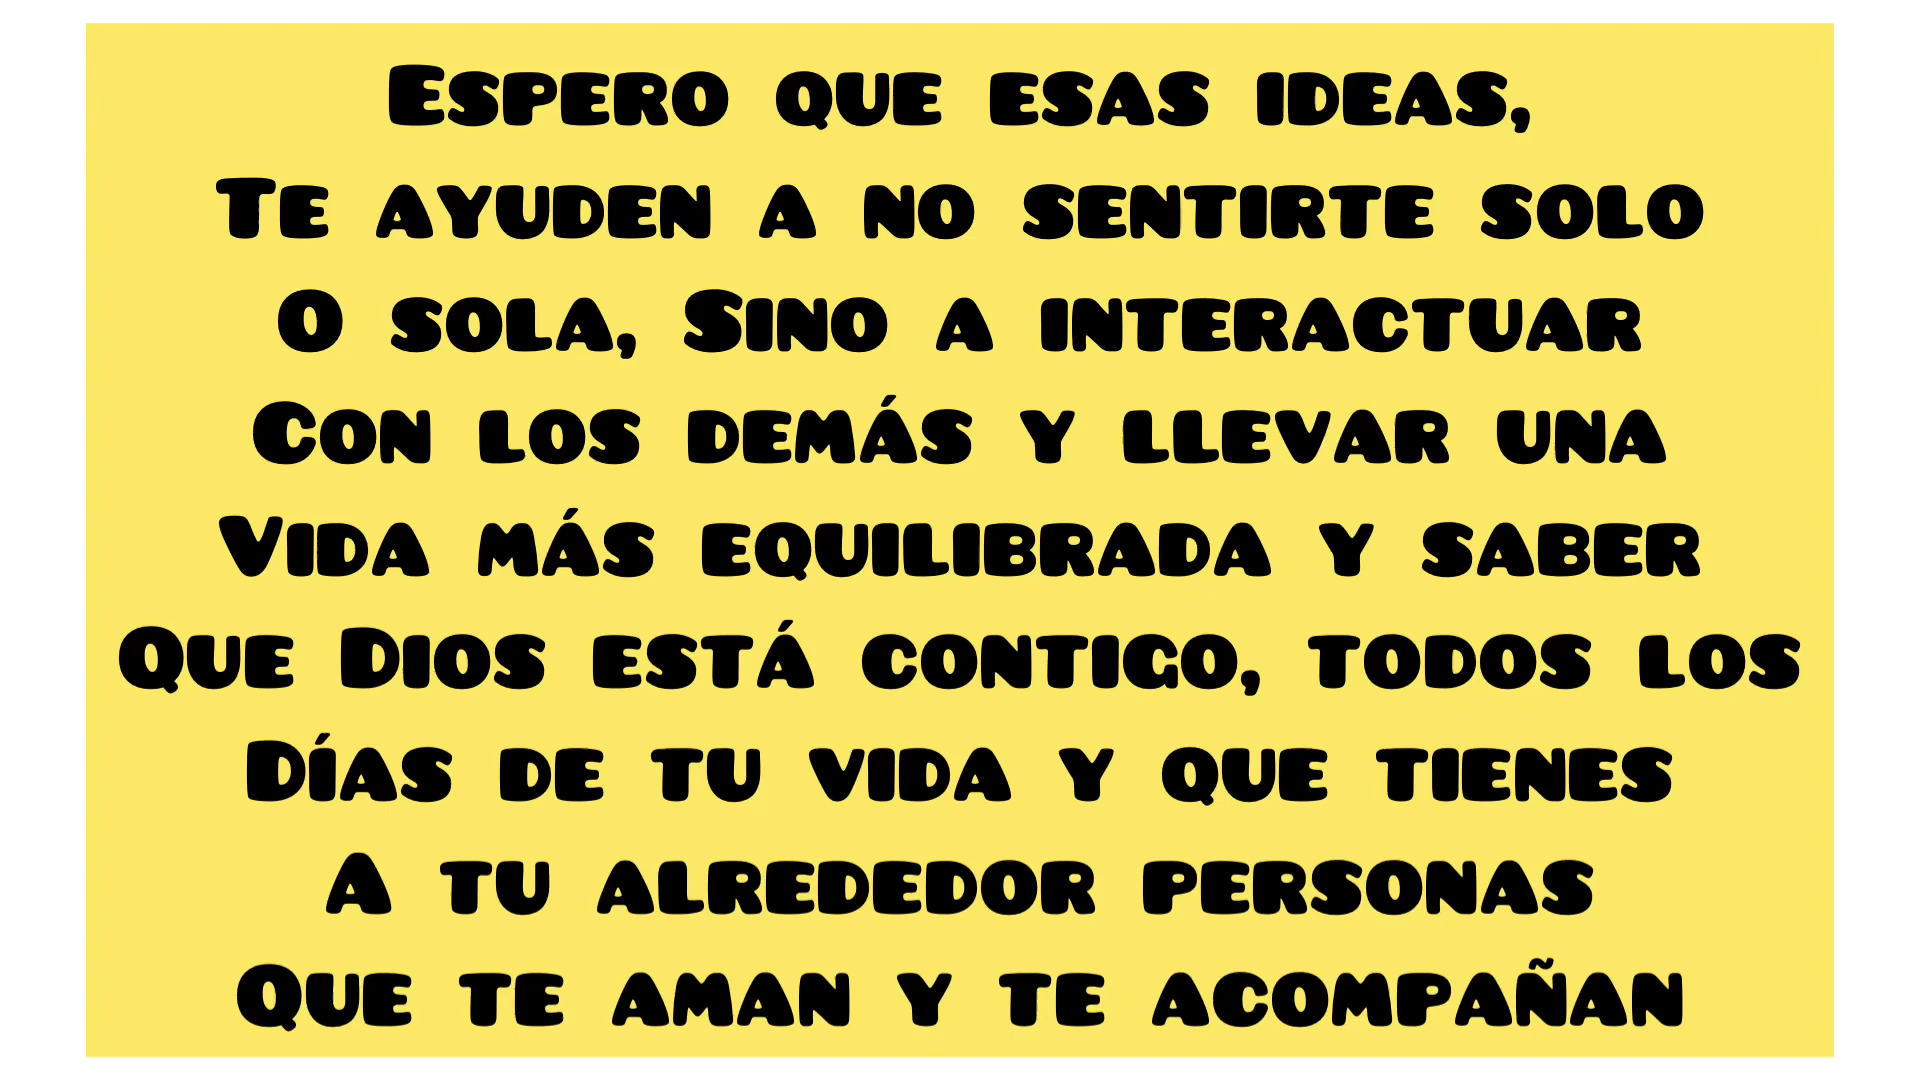 Espero que esas ideas,
Te ayuden a no sentirte solo
O sola, Sino a interactuar
Con los demás y llevar una
Vida más equilibrada y saber
Que Dios está contigo, todos los
Días de tu vida y que tienes
A tu alrededor personas
Que te aman y te acompañan